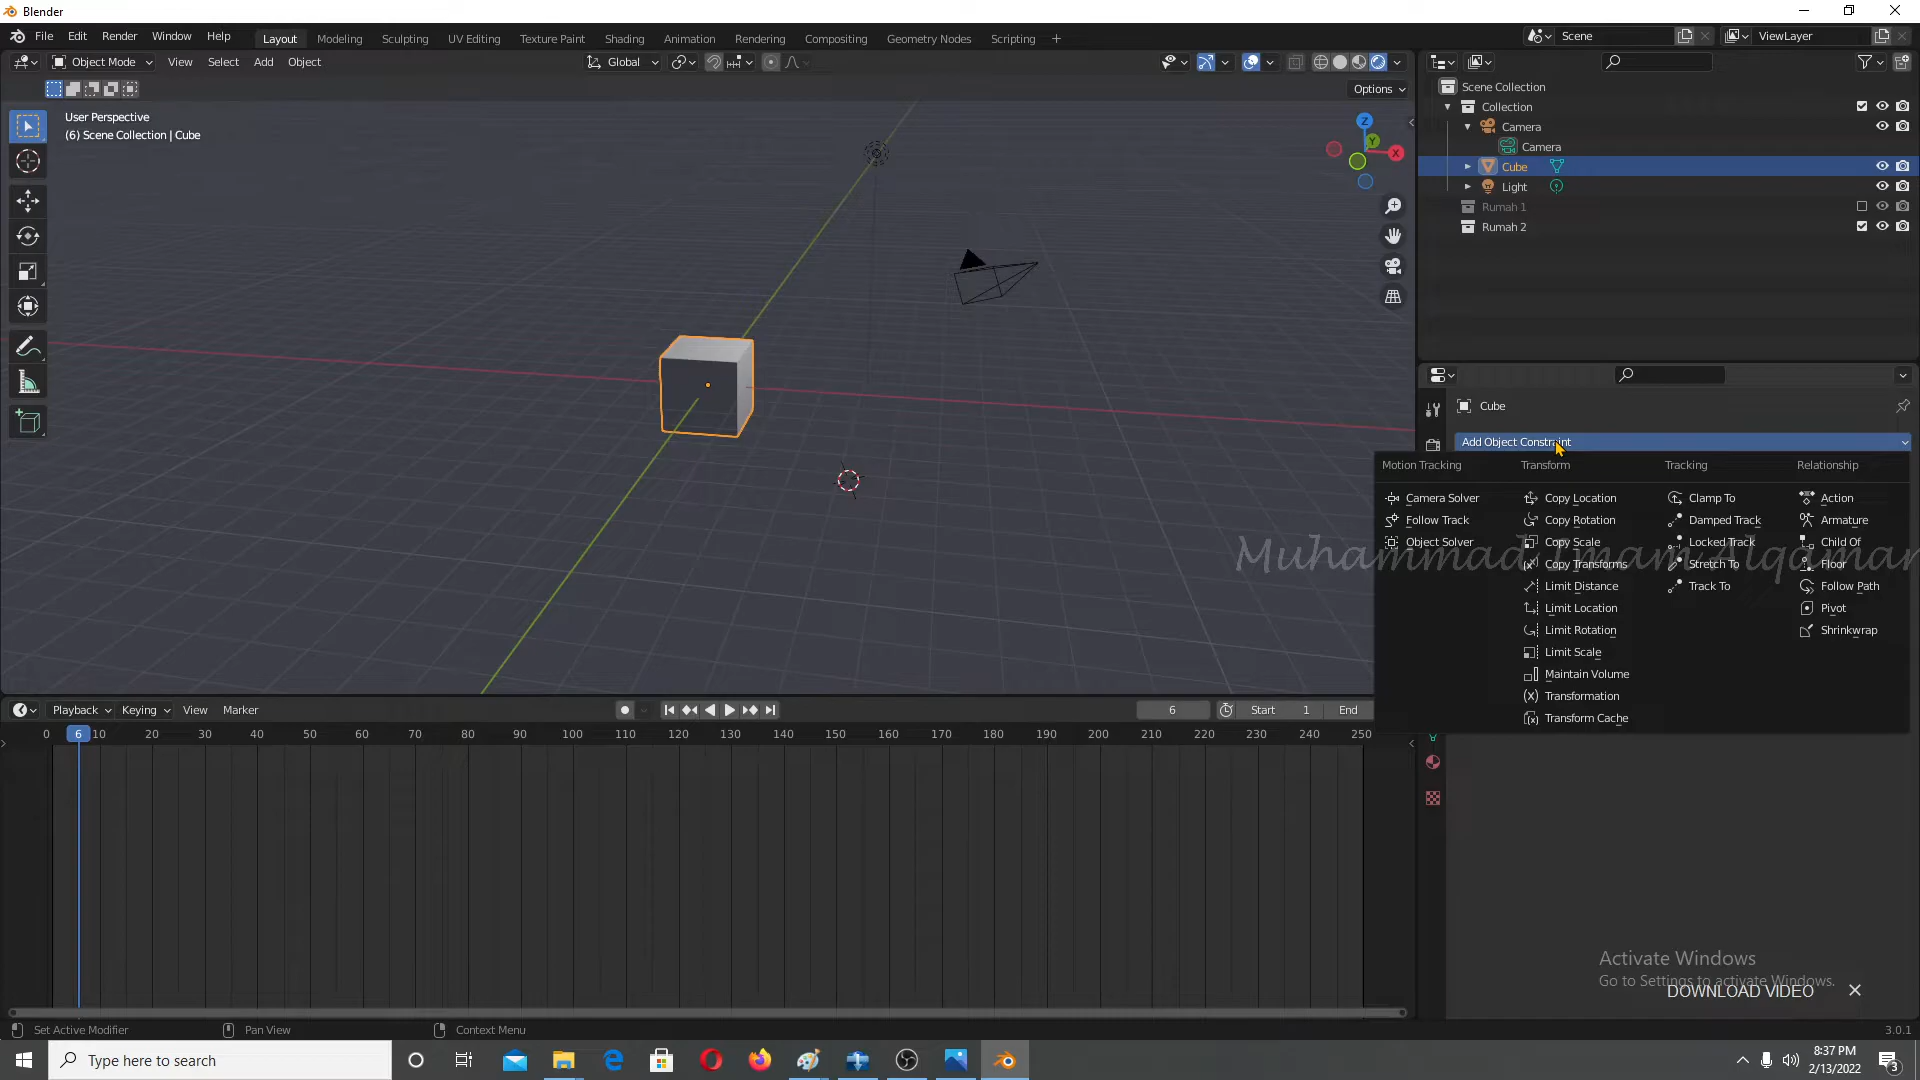 Blender
File Edit Render Window Help Layout Modeling Sculpting UV Editing Texture Paint Shading Animation Rendering Compositing Geometry Nodes Scripting + Scene ViewLayer
Object Mode View Select Add Object Global
Options
User Perspective
(6) Scene Collection | Cube
Z
Y
X
Scene Collection
Collection
Camera
Camera
Cube
Light
Rumah 1
Rumah 2
Cube
Add Object Constraint
Motion Tracking Transform Tracking Relationship
Camera Solver Copy Location Clamp To Action
Follow Track Copy Rotation Damped Track Armature
Object Solver Copy Scale Locked Track Child Of
Muhammad Imam Alqamar
Copy Transforms Stretch To Floor
Limit Distance Track To Follow Path
Limit Location Pivot
Limit Rotation Shrinkwrap
Limit Scale
Maintain Volume
Transformation
Transform Cache
Playback Keying View Marker 6 Start 1 End
0 6 10 20 30 40 50 60 70 80 90 100 110 120 130 140 150 160 170 180 190 200 210 220 230 240 250
Activate Windows
Go to Settings to activate Windows.
DOWNLOAD VIDEO
Set Active Modifier Pan View Context Menu 3.0.1
Type here to search
8:37 PM
2/13/2022
3